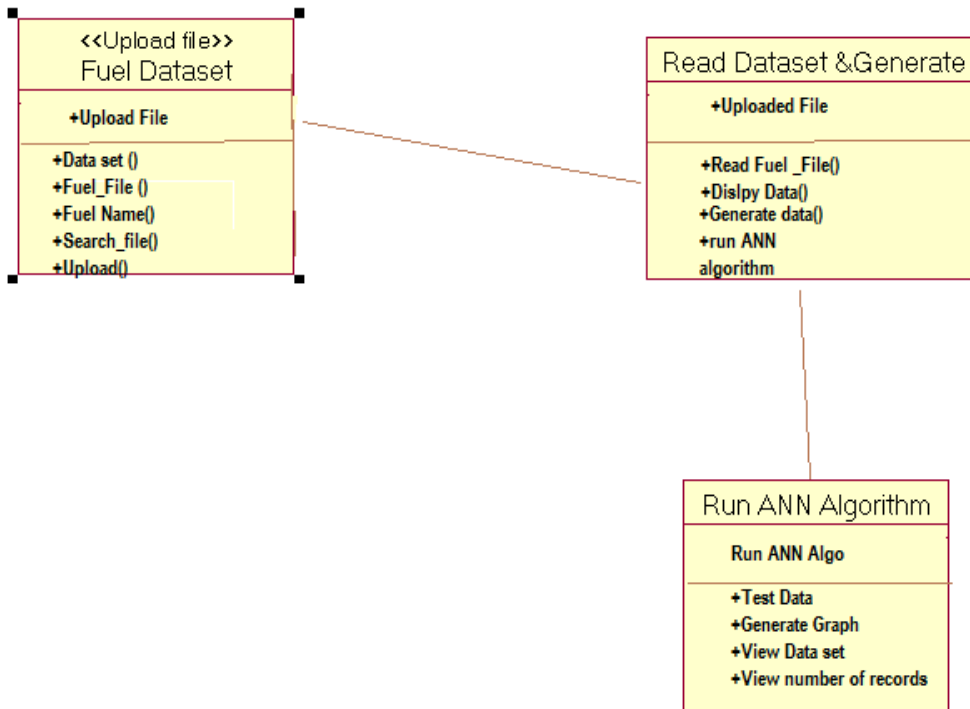 <<Upload file>>
Fuel Dataset
+Upload File
+Data set ()
+Fuel_File ()
+Fuel Name()
+Search_file()
+Upload()
Read Dataset &Generate
+Uploaded File
+Read Fuel _File()
+Dislpy Data()
+Generate data()
+run ANN
algorithm
Run ANN Algorithm
Run ANN Algo
+Test Data
+Generate Graph
+View Data set
+View number of records